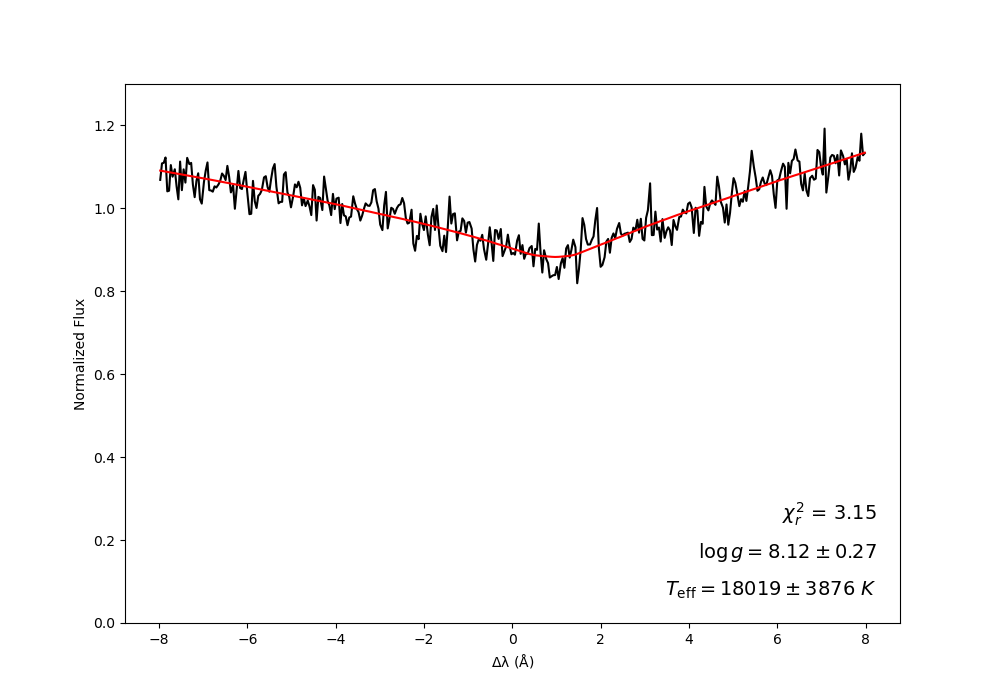 1.2
1.0
0.8
0.6
0.4
0.2
0.0
Normalized Flux
χ²ᵣ = 3.15
log g = 8.12 ± 0.27
T_eff = 18019 ± 3876 K
−8 −6 −4 −2 0 2 4 6 8
Δλ (Å)